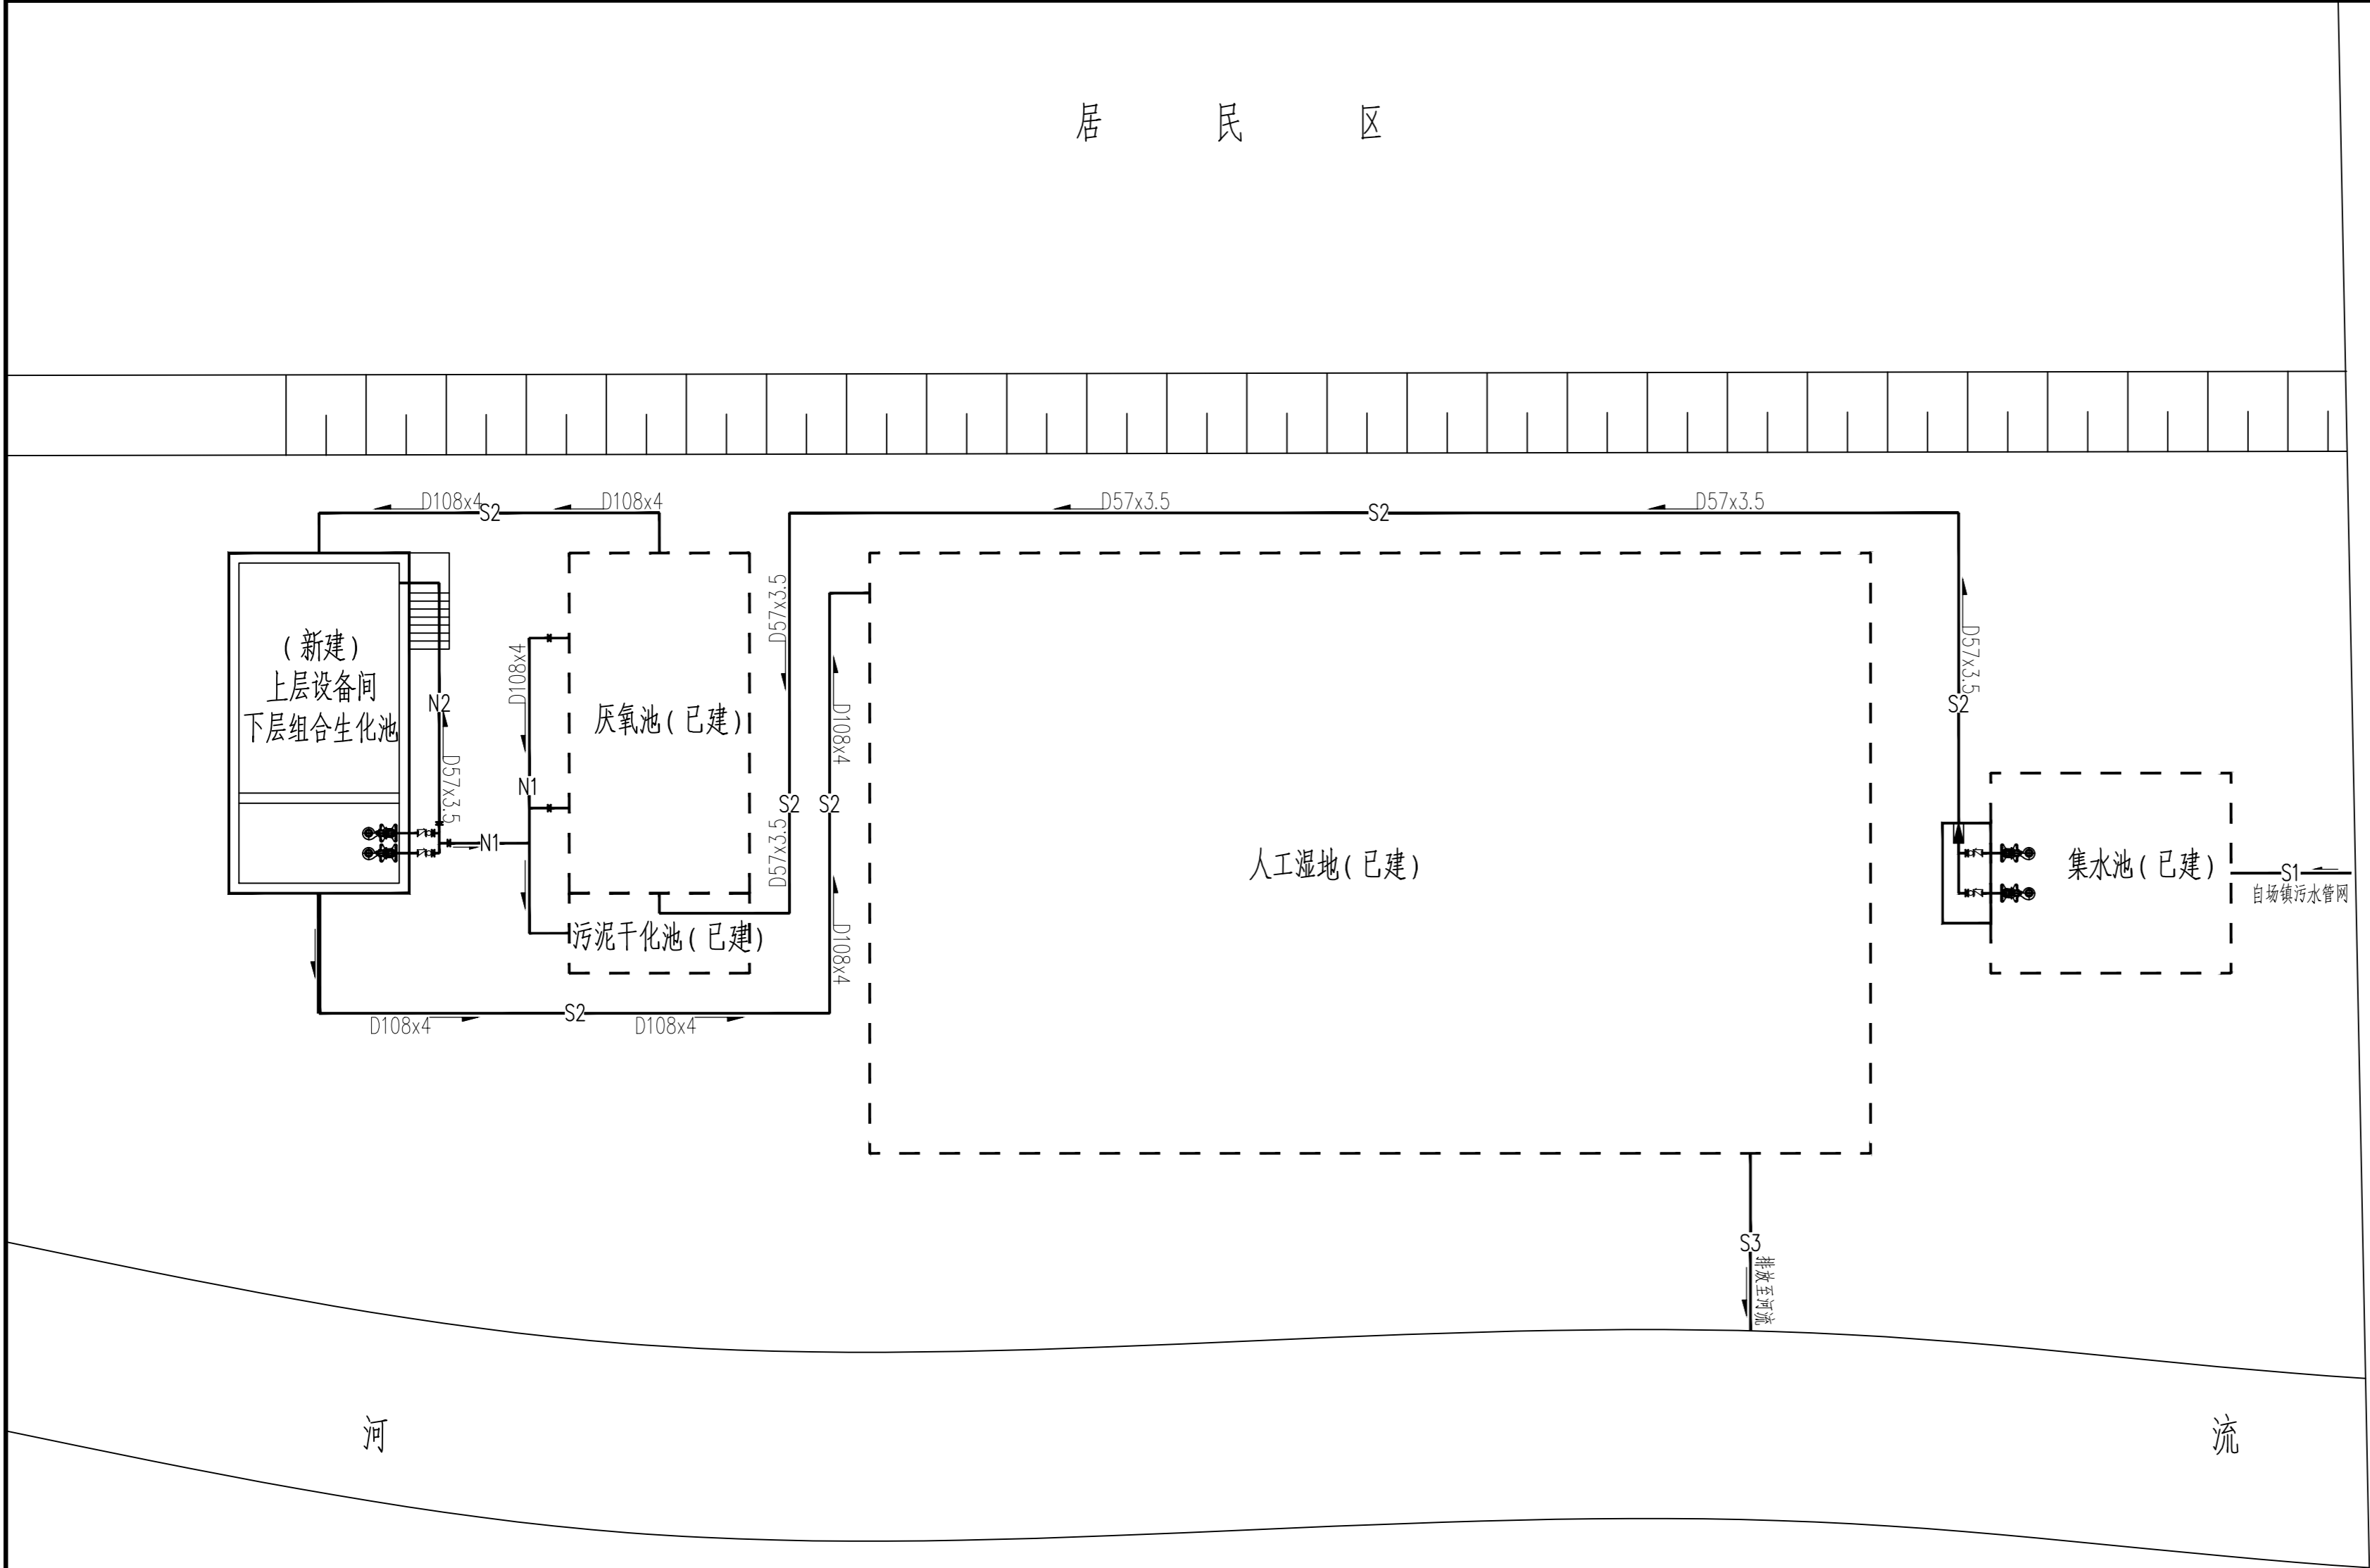 居 民 区
D108x4
S2
D108x4
D57x3.5
S2
D57x3.5
(新建)
上层设备间
下层组合生化池
N2
D57x3.5
D108x4
N1
N1
厌氧池(已建)
D57x3.5
S2
D57x3.5
D108x4
S2
D108x4
污泥干化池(已建)
D108x4
S2
D108x4
人工湿地(已建)
D57x3.5
S2
集水池(已建)
S1
自场镇污水管网
S3
排放至河流
河 流